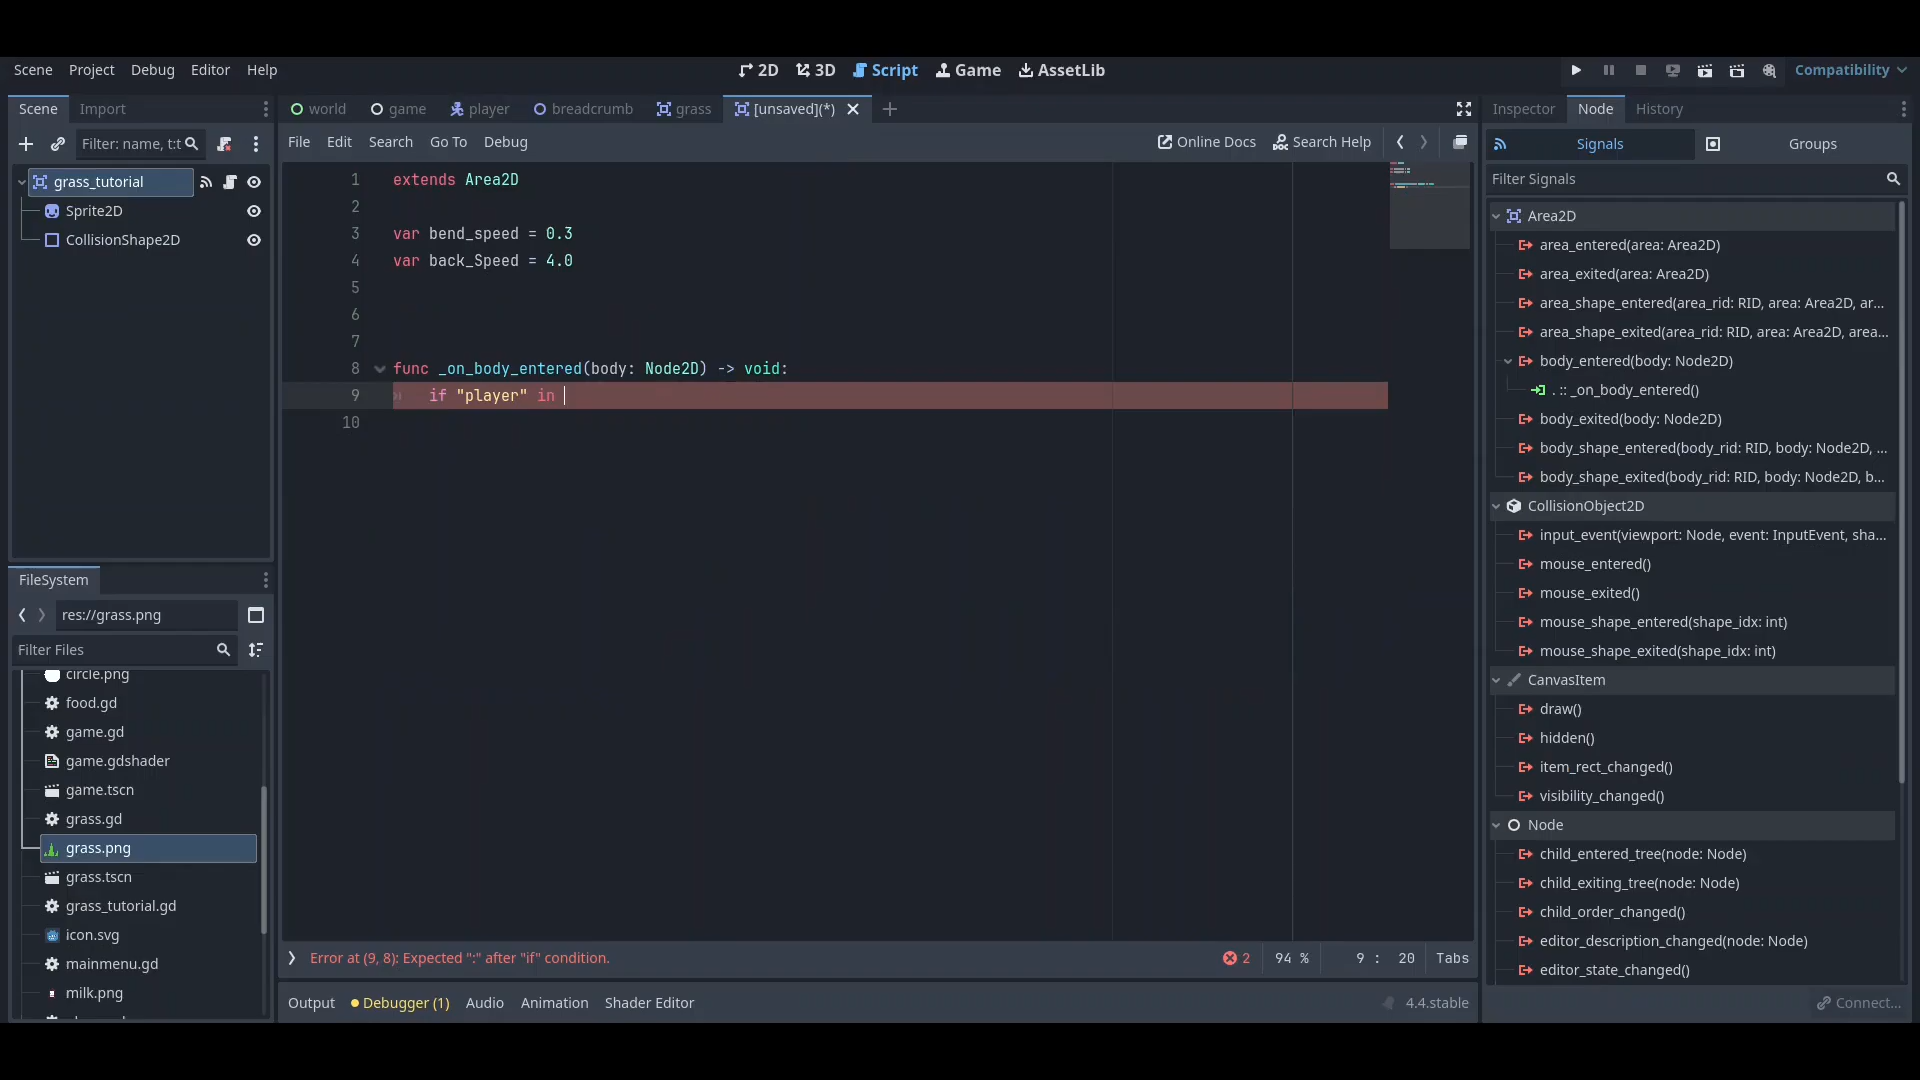 Scene Project Debug Editor Help
2D 3D Script Game AssetLib
Compatibility
Scene Import
Filter: name, t:t
grass_tutorial
Sprite2D
CollisionShape2D
FileSystem
res://grass.png
Filter Files
circle.png
food.gd
game.gd
game.gdshader
game.tscn
grass.gd
grass.png
grass.tscn
grass_tutorial.gd
icon.svg
mainmenu.gd
milk.png
world game player breadcrumb grass [unsaved](*)
File Edit Search Go To Debug
Online Docs Search Help
1 extends Area2D
2
3 var bend_speed = 0.3
4 var back_Speed = 4.0
5
6
7
8 func _on_body_entered(body: Node2D) -> void:
9 if "player" in
10
Error at (9, 8): Expected ":" after "if" condition.
2 94 % 9 : 20 Tabs
Output Debugger (1) Audio Animation Shader Editor
4.4.stable
Inspector Node History
Signals Groups
Filter Signals
Area2D
area_entered(area: Area2D)
area_exited(area: Area2D)
area_shape_entered(area_rid: RID, area: Area2D, ar...
area_shape_exited(area_rid: RID, area: Area2D, area...
body_entered(body: Node2D)
. :: _on_body_entered()
body_exited(body: Node2D)
body_shape_entered(body_rid: RID, body: Node2D, ...
body_shape_exited(body_rid: RID, body: Node2D, b...
CollisionObject2D
input_event(viewport: Node, event: InputEvent, sha...
mouse_entered()
mouse_exited()
mouse_shape_entered(shape_idx: int)
mouse_shape_exited(shape_idx: int)
CanvasItem
draw()
hidden()
item_rect_changed()
visibility_changed()
Node
child_entered_tree(node: Node)
child_exiting_tree(node: Node)
child_order_changed()
editor_description_changed(node: Node)
editor_state_changed()
Connect...